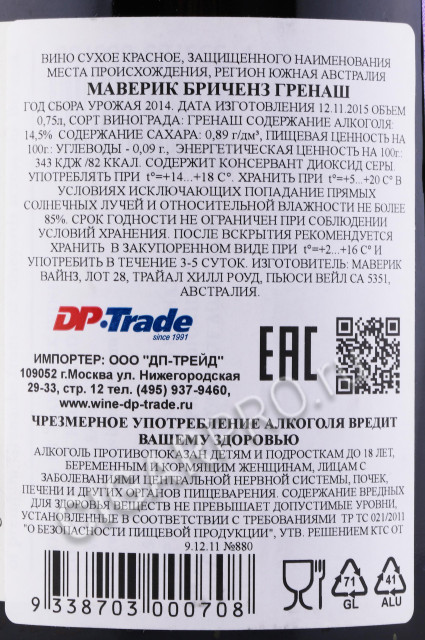 ВИНО СУХОЕ КРАСНОЕ, ЗАЩИЩЕННОГО НАИМЕНОВАНИЯ
МЕСТА ПРОИСХОЖДЕНИЯ, РЕГИОН ЮЖНАЯ АВСТРАЛИЯ
МАВЕРИК БРИЧЕНЗ ГРЕНАШ
ГОД СБОРА УРОЖАЯ 2014. ДАТА ИЗГОТОВЛЕНИЯ 12.11.2015 ОБЪЕМ
0,75л, СОРТ ВИНОГРАДА: ГРЕНАШ СОДЕРЖАНИЕ АЛКОГОЛЯ:
14,5% СОДЕРЖАНИЕ САХАРА: 0,89 г/дм³, ПИЩЕВАЯ ЦЕННОСТЬ НА
100г: УГЛЕВОДЫ - 0,09 г., ЭНЕРГЕТИЧЕСКАЯ ЦЕННОСТЬ НА 100г.:
343 КДЖ /82 ККАЛ. СОДЕРЖИТ КОНСЕРВАНТ ДИОКСИД СЕРЫ.
УПОТРЕБЛЯТЬ ПРИ t°=+14...+18 С°. ХРАНИТЬ ПРИ t°=+5...+20 С° В
УСЛОВИЯХ ИСКЛЮЧАЮЩИХ ПОПАДАНИЕ ПРЯМЫХ
СОЛНЕЧНЫХ ЛУЧЕЙ И ОТНОСИТЕЛЬНОЙ ВЛАЖНОСТИ НЕ БОЛЕЕ
85%. СРОК ГОДНОСТИ НЕ ОГРАНИЧЕН ПРИ СОБЛЮДЕНИИ
УСЛОВИЙ ХРАНЕНИЯ. ПОСЛЕ ВСКРЫТИЯ РЕКОМЕНДУЕТСЯ
ХРАНИТЬ В ЗАКУПОРЕННОМ ВИДЕ ПРИ t°=+2...+16 С° И
УПОТРЕБИТЬ В ТЕЧЕНИЕ 3-5 СУТОК. ИЗГОТОВИТЕЛЬ: МАВЕРИК
ВАЙНЗ, ЛОТ 28, ТРАЙАЛ ХИЛЛ РОУД, ПЬЮСИ ВЕЙЛ СА 5351,
АВСТРАЛИЯ.
DP-Trade
since 1991
EAC
ИМПОРТЕР: ООО "ДП-ТРЕЙД"
109052 г.Москва ул. Нижегородская
29-33, стр. 12 тел. (495) 937-9460,
www.wine-dp-trade.ru
ЧРЕЗМЕРНОЕ УПОТРЕБЛЕНИЕ АЛКОГОЛЯ ВРЕДИТ
ВАШЕМУ ЗДОРОВЬЮ
АЛКОГОЛЬ ПРОТИВОПОКАЗАН ДЕТЯМ И ПОДРОСТКАМ ДО 18 ЛЕТ,
БЕРЕМЕННЫМ И КОРМЯЩИМ ЖЕНЩИНАМ, ЛИЦАМ С
ЗАБОЛЕВАНИЯМИ ЦЕНТРАЛЬНОЙ НЕРВНОЙ СИСТЕМЫ, ПОЧЕК,
ПЕЧЕНИ И ДРУГИХ ОРГАНОВ ПИЩЕВАРЕНИЯ. СОДЕРЖАНИЕ ВРЕДНЫХ
ДЛЯ ЗДОРОВЬЯ ВЕЩЕСТВ НЕ ПРЕВЫШАЕТ ДОПУСТИМЫЕ УРОВНИ,
УСТАНОВЛЕННЫЕ В СООТВЕТСТВИИ С ТРЕБОВАНИЯМИ ТР ТС 021/2011
"О БЕЗОПАСНОСТИ ПИЩЕВОЙ ПРОДУКЦИИ", УТВ. РЕШЕНИЕМ КТС ОТ
9.12.11 №880
9 338703 000708
71
GL
41
ALU
CIGARPRO.RU